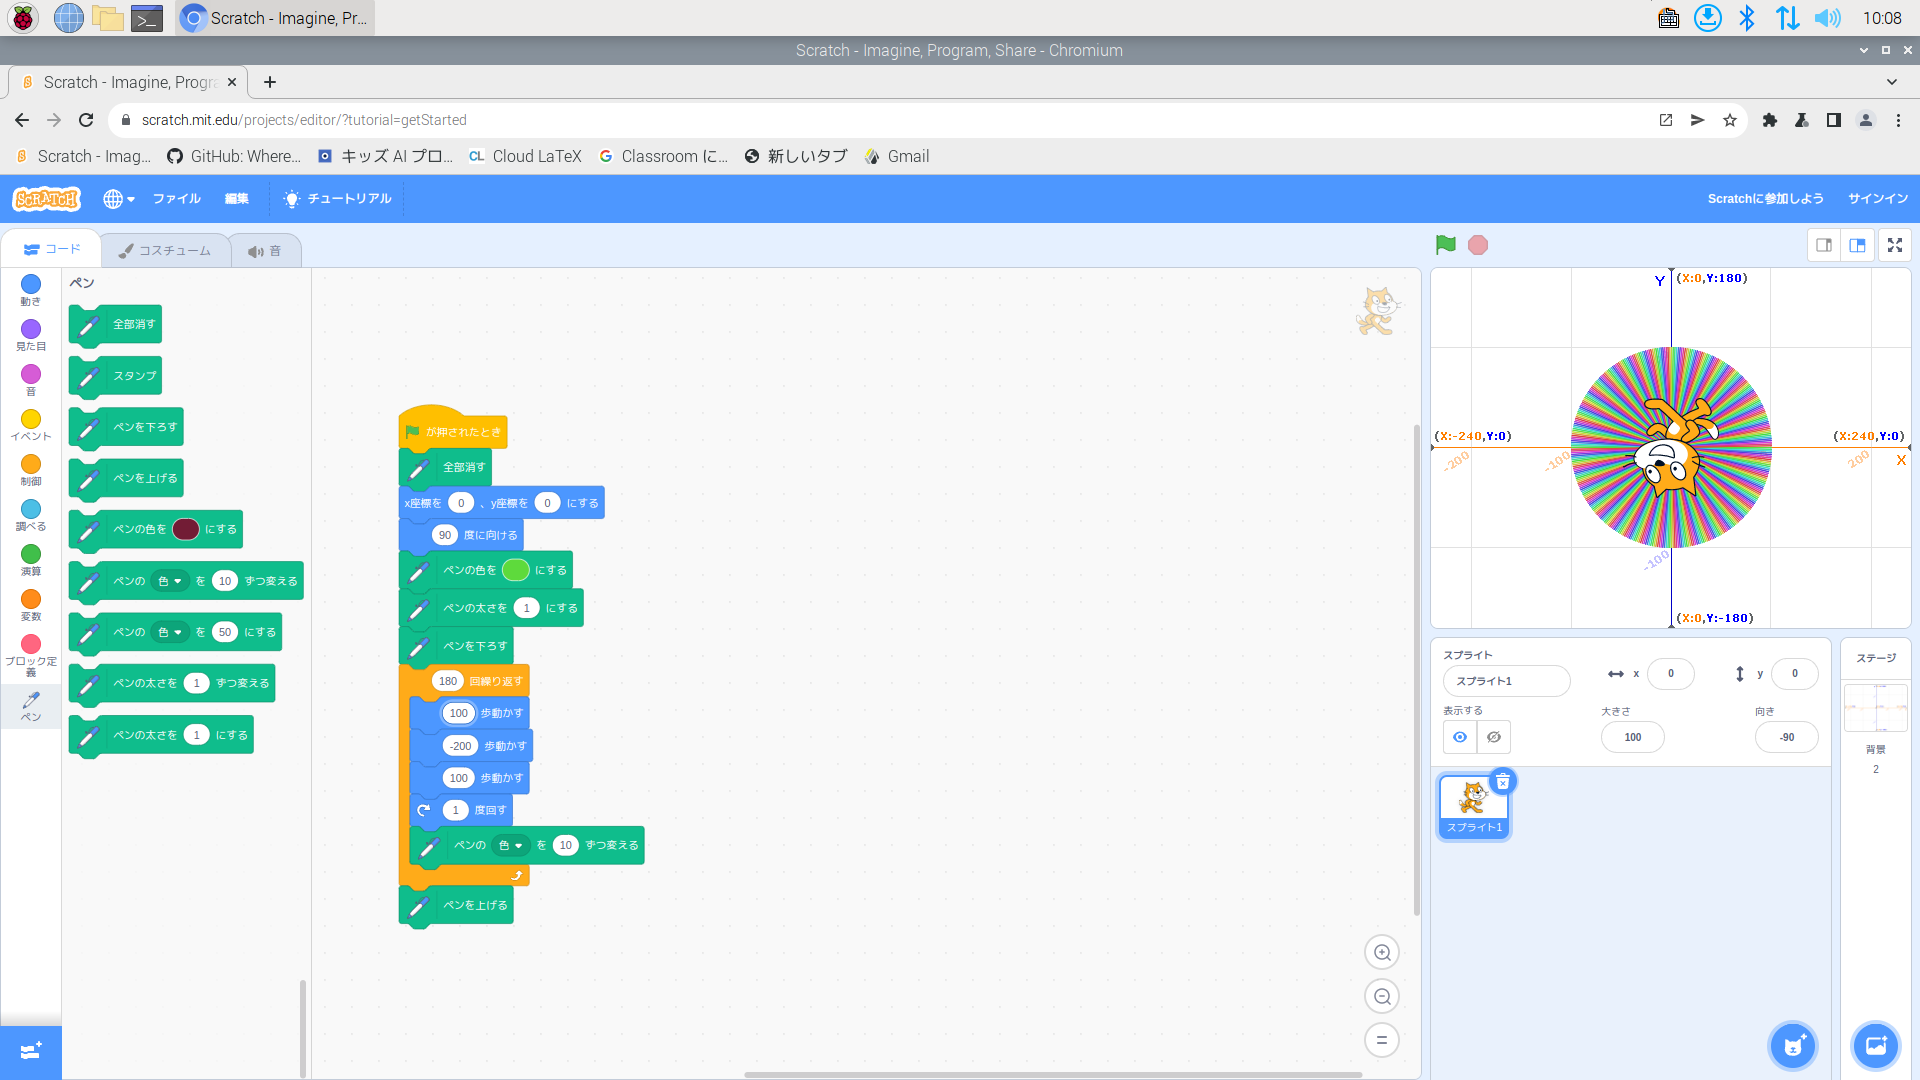 Scratch - Imagine, Pr...
10:08
Scratch - Imagine, Program, Share - Chromium
Scratch - Imagine, Progra
scratch.mit.edu/projects/editor/?tutorial=getStarted
Scratch - Imag...
GitHub: Where...
キッズ AI プロ...
CL Cloud LaTeX
Classroom に...
新しいタブ
Gmail
SCRATCH
ファイル
編集
チュートリアル
Scratchに参加しよう
サインイン
コード
コスチューム
音
動き
見た目
音
イベント
制御
調べる
演算
変数
ブロック定義
ペン
ペン
全部消す
スタンプ
ペンを下ろす
ペンを上げる
ペンの色を にする
ペンの 色 を 10 ずつ変える
ペンの 色 を 50 にする
ペンの太さを 1 ずつ変える
ペンの太さを 1 にする
が押されたとき
全部消す
x座標を 0 、y座標を 0 にする
90 度に向ける
ペンの色を にする
ペンの太さを 1 にする
ペンを下ろす
180 回繰り返す
100 歩動かす
-200 歩動かす
100 歩動かす
1 度回す
ペンの 色 を 10 ずつ変える
ペンを上げる
Y (X:0,Y:180)
(X:-240,Y:0)
(X:240,Y:0)
-200
-100
200
X
-100
(X:0,Y:-180)
スプライト
スプライト1
x 0
y 0
表示する
大きさ
100
向き
-90
スプライト1
ステージ
背景
2